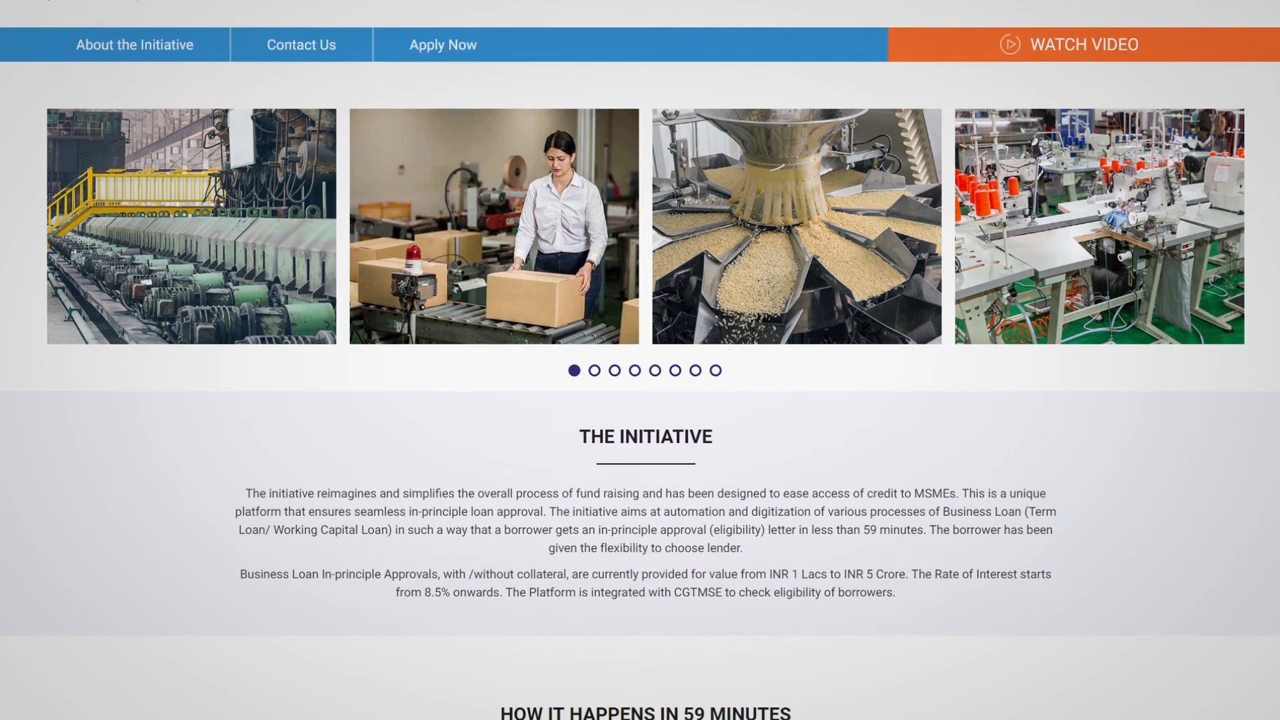 About the Initiative
Contact Us
Apply Now
WATCH VIDEO
THE INITIATIVE
The initiative reimagines and simplifies the overall process of fund raising and has been designed to ease access of credit to MSMEs. This is a unique
platform that ensures seamless in-principle loan approval. The initiative aims at automation and digitization of various processes of Business Loan (Term
Loan/ Working Capital Loan) in such a way that a borrower gets an in-principle approval (eligibility) letter in less than 59 minutes. The borrower has been
given the flexibility to choose lender.
Business Loan In-principle Approvals, with /without collateral, are currently provided for value from INR 1 Lacs to INR 5 Crore. The Rate of Interest starts
from 8.5% onwards. The Platform is integrated with CGTMSE to check eligibility of borrowers.
HOW IT HAPPENS IN 59 MINUTES